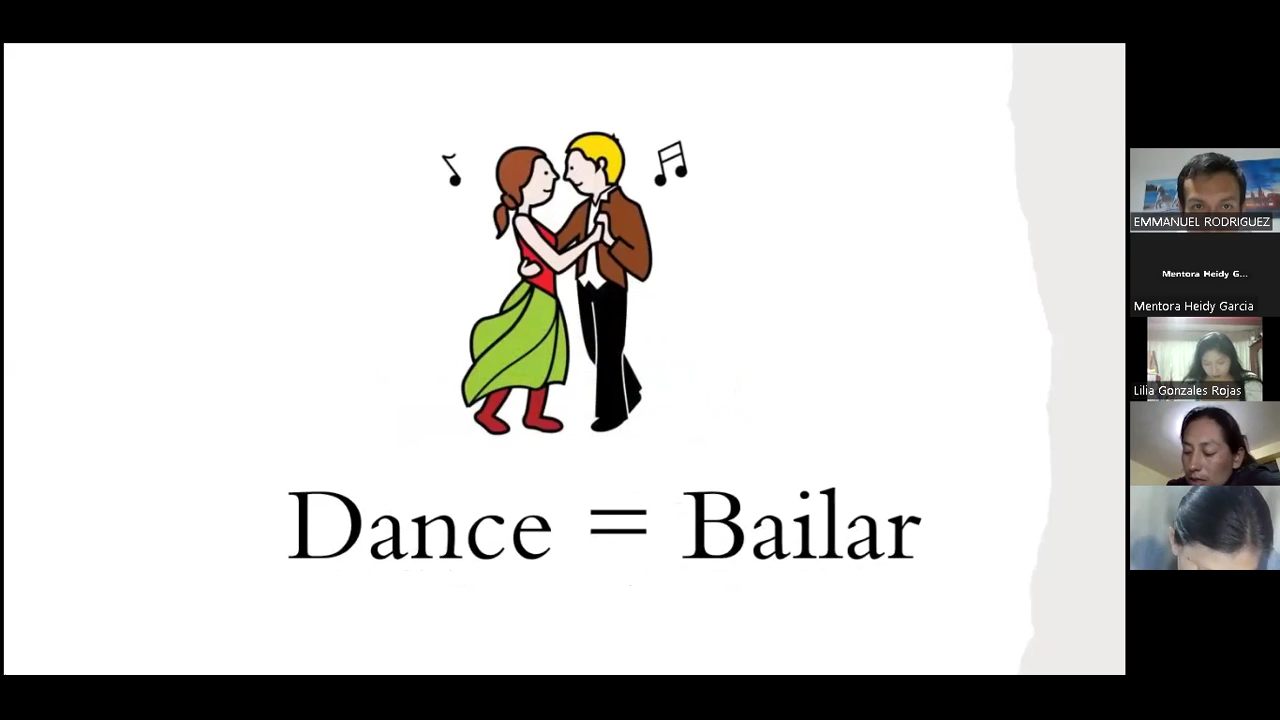 Dance = Bailar
EMMANUEL RODRIGUEZ
Mentora Heidy G...
Mentora Heidy Garcia
Lilia Gonzales Rojas